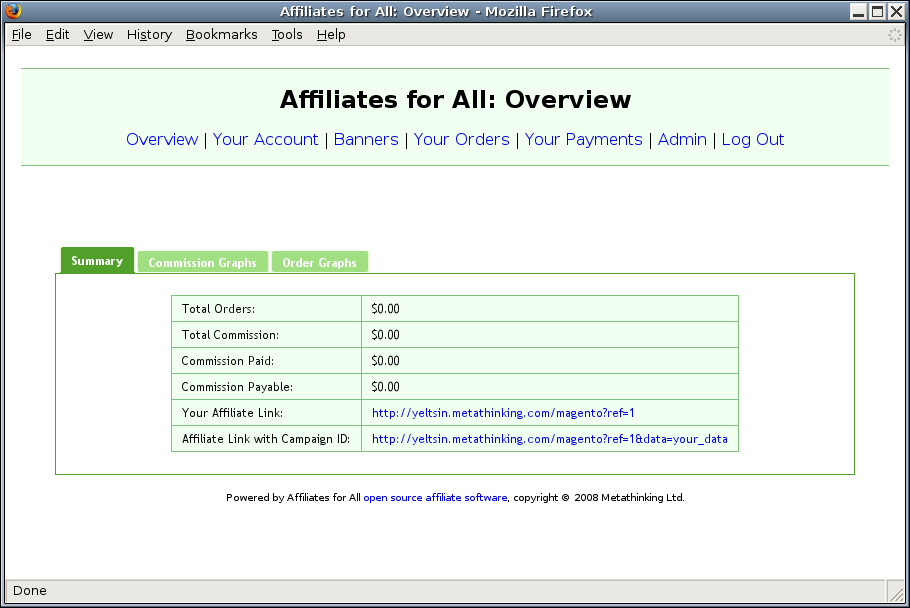 Affiliates for All: Overview - Mozilla Firefox
File Edit View History Bookmarks Tools Help
Affiliates for All: Overview
Overview | Your Account | Banners | Your Orders | Your Payments | Admin | Log Out
Summary Commission Graphs Order Graphs
Total Orders: $0.00
Total Commission: $0.00
Commission Paid: $0.00
Commission Payable: $0.00
Your Affiliate Link: http://yeltsin.metathinking.com/magento?ref=1
Affiliate Link with Campaign ID: http://yeltsin.metathinking.com/magento?ref=1&data=your_data
Powered by Affiliates for All open source affiliate software, copyright © 2008 Metathinking Ltd.
Done